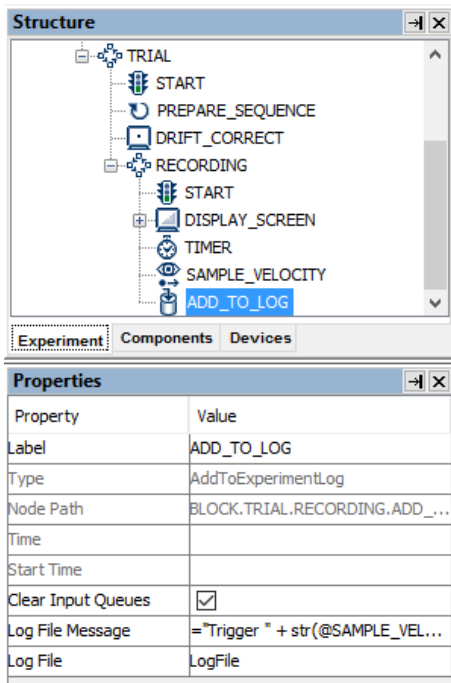 Structure
TRIAL
START
PREPARE_SEQUENCE
DRIFT_CORRECT
RECORDING
START
DISPLAY_SCREEN
TIMER
SAMPLE_VELOCITY
ADD_TO_LOG
Experiment Components Devices
Properties
Property Value
Label ADD_TO_LOG
Type AddToExperimentLog
Node Path BLOCK.TRIAL.RECORDING.ADD_...
Time
Start Time
Clear Input Queues
Log File Message ="Trigger " + str(@SAMPLE_VEL...
Log File LogFile